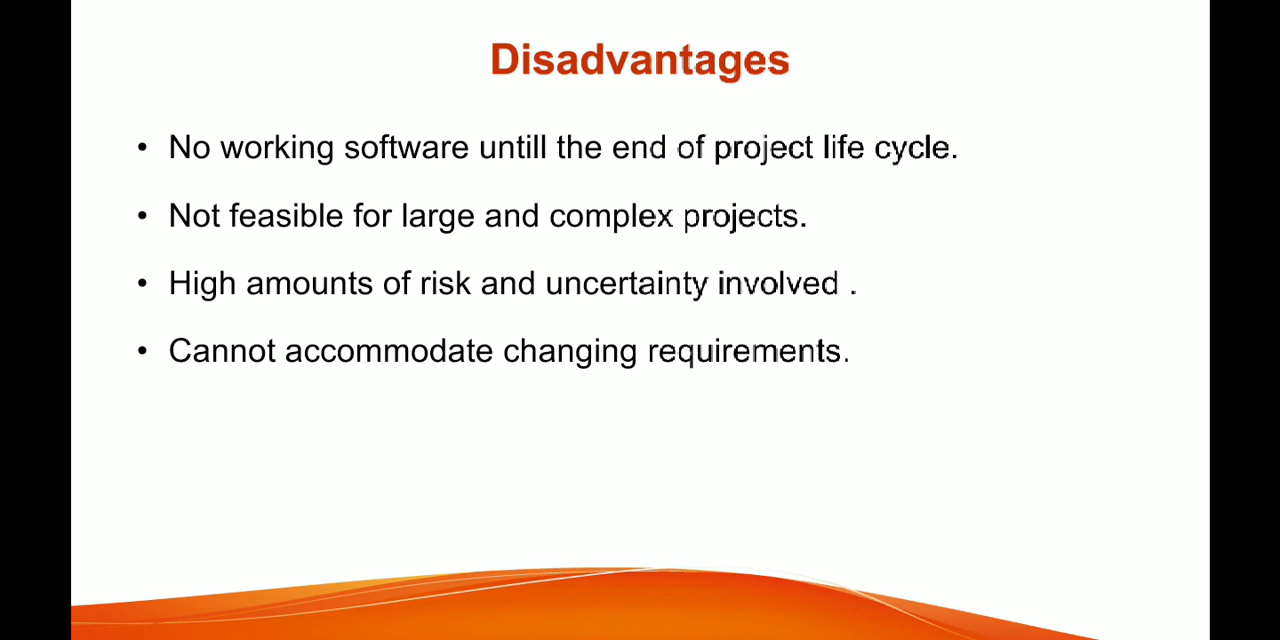 Disadvantages
• No working software untill the end of project life cycle.
• Not feasible for large and complex projects.
• High amounts of risk and uncertainty involved .
• Cannot accommodate changing requirements.